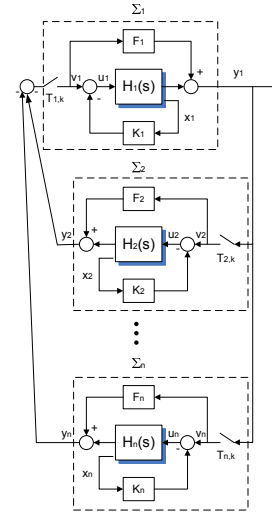 Σ1
F1
v1 u1 H1(s) + y1
- - T1,k - x1
K1
Σ2
F2
y2 + H2(s) u2 v2
x2 - T2,k
K2
Σn
Fn
yn + Hn(s) un vn
xn - Tn,k
Kn